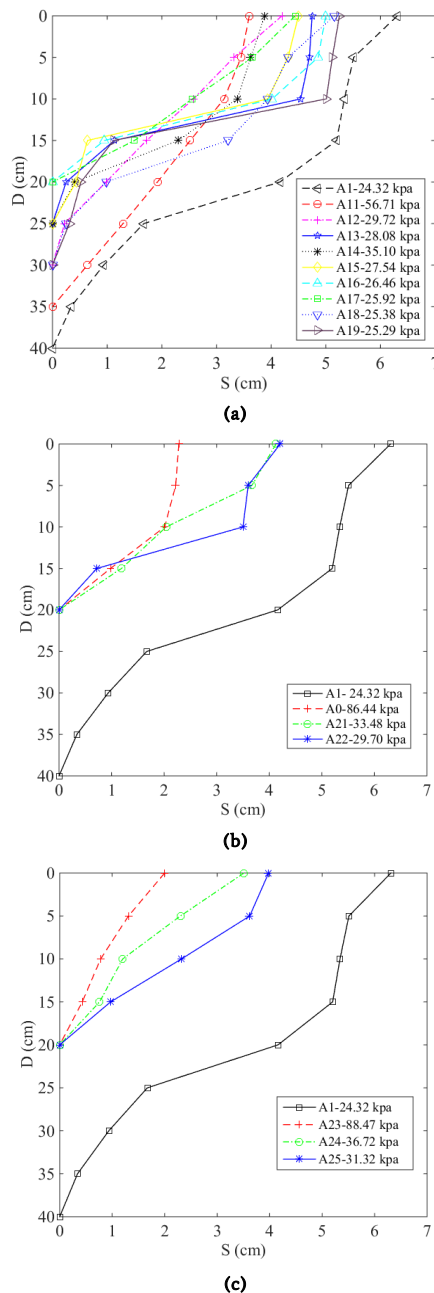 0
5
10
15
20
25
30
35
40
D (cm)
A1-24.32 kpa
A11-56.71 kpa
A12-29.72 kpa
A13-28.08 kpa
A14-35.10 kpa
A15-27.54 kpa
A16-26.46 kpa
A17-25.92 kpa
A18-25.38 kpa
A19-25.29 kpa
0 1 2 3 4 5 6 7
S (cm)
(a)
0
5
10
15
20
25
30
35
40
D (cm)
A1- 24.32 kpa
A0-86.44 kpa
A21-33.48 kpa
A22-29.70 kpa
0 1 2 3 4 5 6 7
S (cm)
(b)
0
5
10
15
20
25
30
35
40
D (cm)
A1-24.32 kpa
A23-88.47 kpa
A24-36.72 kpa
A25-31.32 kpa
0 1 2 3 4 5 6 7
S (cm)
(c)